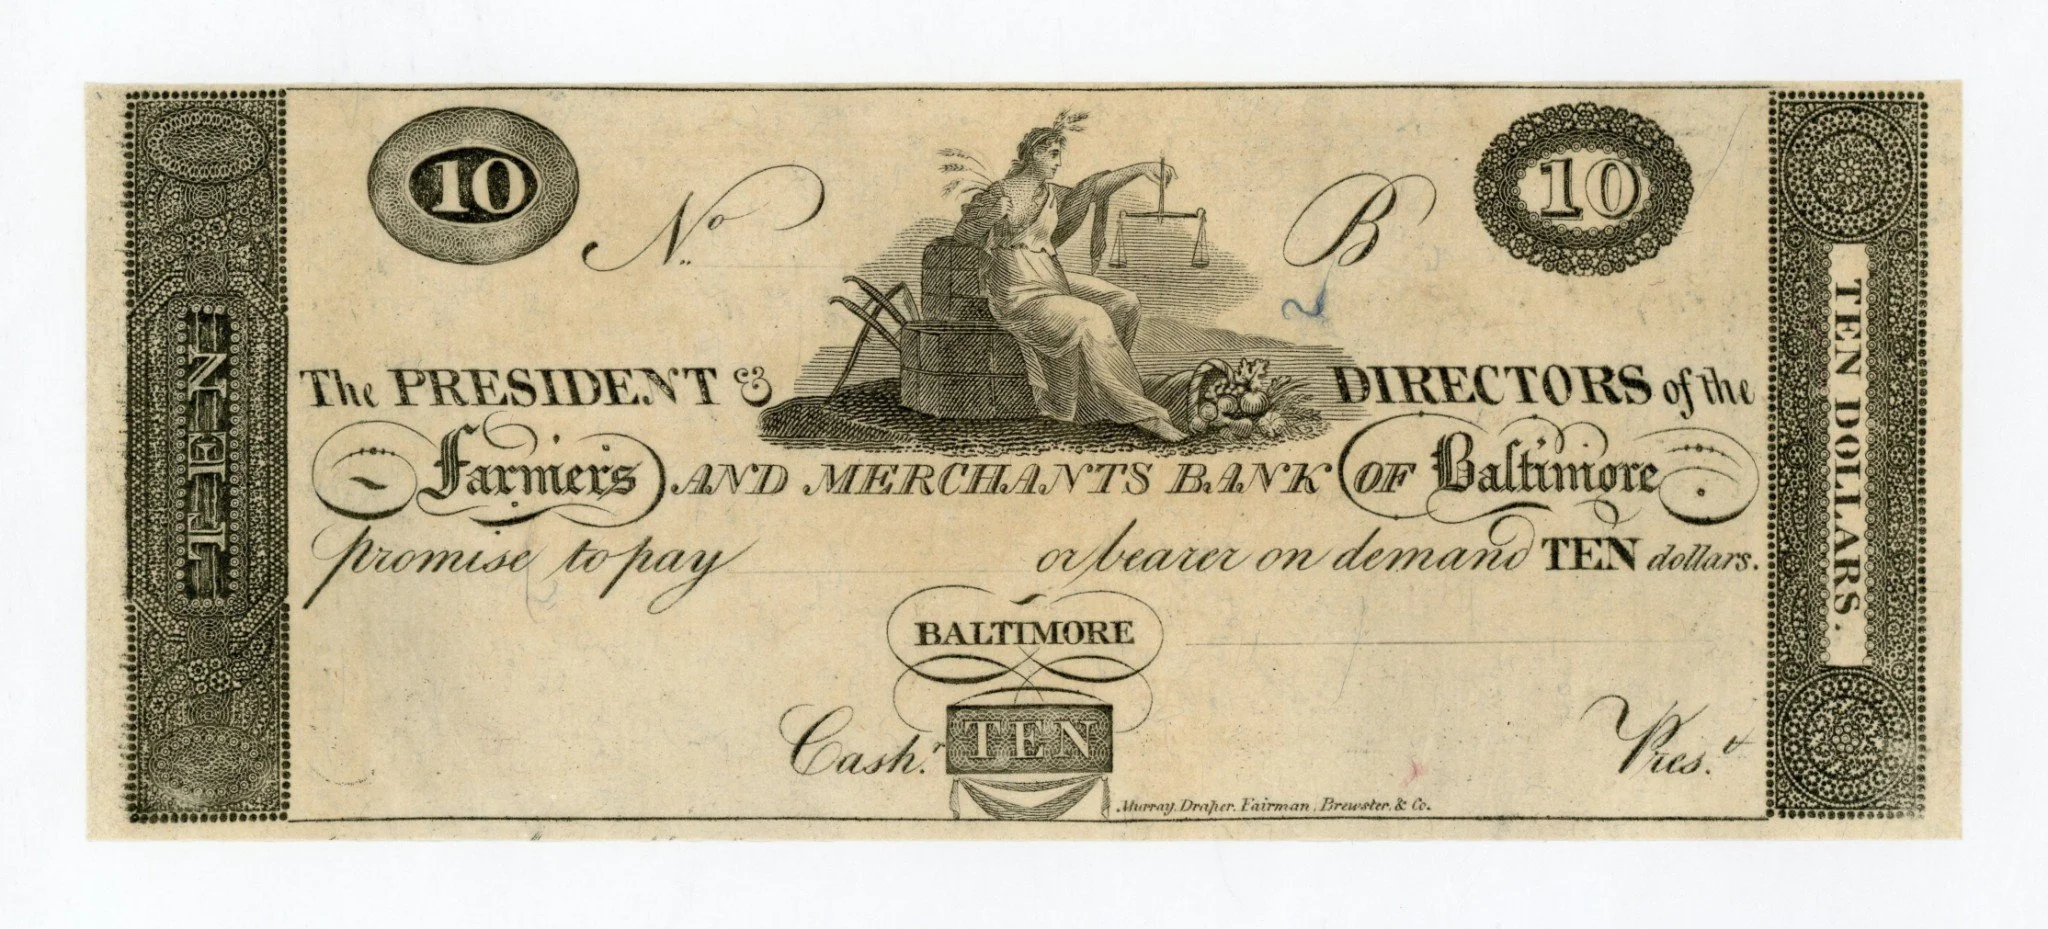 10
No
B
10
TEN
The PRESIDENT & DIRECTORS of the
Farmer's AND MERCHANTS BANK OF Baltimore
promise to pay or bearer on demand TEN dollars.
BALTIMORE
Cash.r TEN Pres.t
Murray, Draper, Fairman, Brewster, & Co.
TEN DOLLARS.